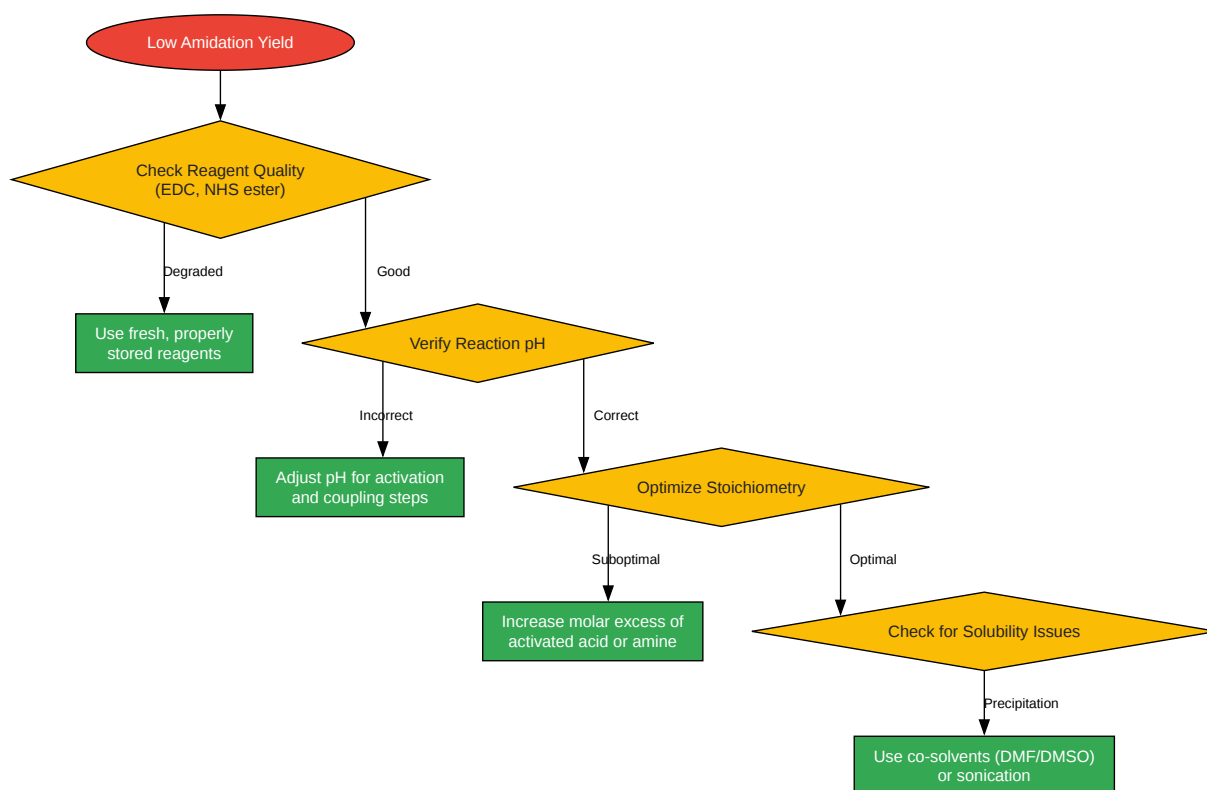 Low Amidation Yield
Check Reagent Quality
(EDC, NHS ester)
Degraded
Good
Use fresh, properly
stored reagents
Verify Reaction pH
Incorrect
Correct
Adjust pH for activation
and coupling steps
Optimize Stoichiometry
Suboptimal
Optimal
Increase molar excess of
activated acid or amine
Check for Solubility Issues
Precipitation
Use co-solvents (DMF/DMSO)
or sonication